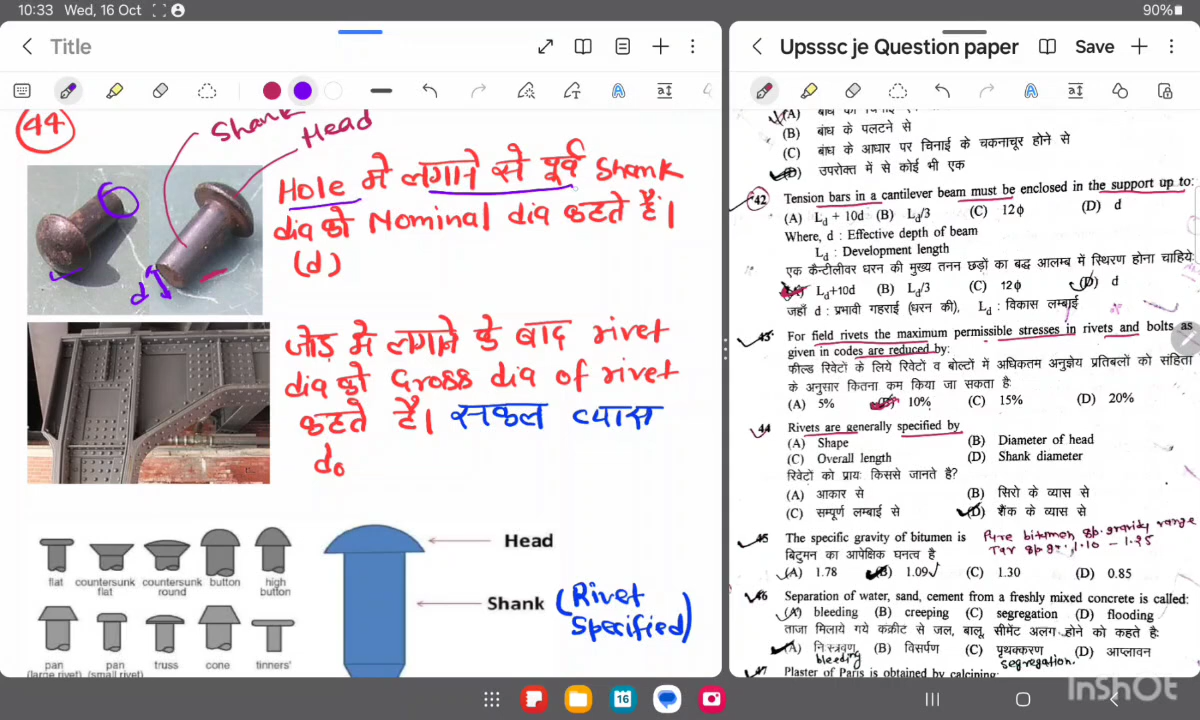 10:33 Wed, 16 Oct
90%
Title
Upsssc je Question paper
Save
44
Shank
Head
Hole में लगाने से पूर्व Shank
dia को Nominal dia कहते हैं।
(d)
d
जोड़ में लगाने के बाद rivet
dia को Gross dia of rivet
कहते हैं। सकल व्यास
do
flat countersunk flat countersunk round button high button
pan (large rivet) pan (small rivet) truss cone tinners'
Head
Shank (Rivet
Specified)
(B) बांध के पलटने से
(C) बांध के आधार पर चिनाई के चकनाचूर होने से
(D) उपरोक्त में से कोई भी एक
42 Tension bars in a cantilever beam must be enclosed in the support up to:
(A) Ld + 10d (B) Ld/3 (C) 12ϕ (D) d
Where, d : Effective depth of beam
Ld : Development length
एक कैन्टीलीवर धरन की मुख्य तनन छड़ों का बद्ध आलम्ब में स्थिरण होना चाहिये
(A) Ld+10d (B) Ld/3 (C) 12ϕ (D) d
जहाँ d : प्रभावी गहराई (धरन की), Ld : विकास लम्बाई
43 For field rivets the maximum permissible stresses in rivets and bolts as
given in codes are reduced by:
फील्ड रिवेटों के लिये रिवेटों व बोल्टों में अधिकतम अनुज्ञेय प्रतिबलों को संहिता
के अनुसार कितना कम किया जा सकता है:
(A) 5% (B) 10% (C) 15% (D) 20%
44 Rivets are generally specified by
(A) Shape (B) Diameter of head
(C) Overall length (D) Shank diameter
रिवेटों को प्रायः किससे जानते है?
(A) आकार से (B) सिरो के व्यास से
(C) सम्पूर्ण लम्बाई से (D) शैंक के व्यास से
45 The specific gravity of bitumen is Pure bitumen sp. gravity range
बिटुमन का आपेक्षिक घनत्व है Tar sp gr. 1.10 - 1.25
(A) 1.78 (B) 1.09 (C) 1.30 (D) 0.85
46 Separation of water, sand, cement from a freshly mixed concrete is called:
(A) bleeding (B) creeping (C) segregation (D) flooding
ताजा मिलाये गये कंक्रीट से जल, बालू, सीमेंट अलग होने को कहते है:
(A) निःस्त्रवण (B) विसर्पण (C) पृथक्करण (D) आप्लावन
bleeding segregation.
47 Plaster of Paris is obtained by calcining:
16
InShOt